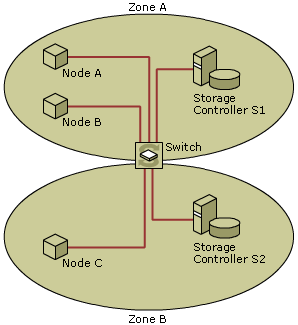 Zone A
Node A
Node B
Storage
Controller S1
Switch
Node C
Storage
Controller S2
Zone B